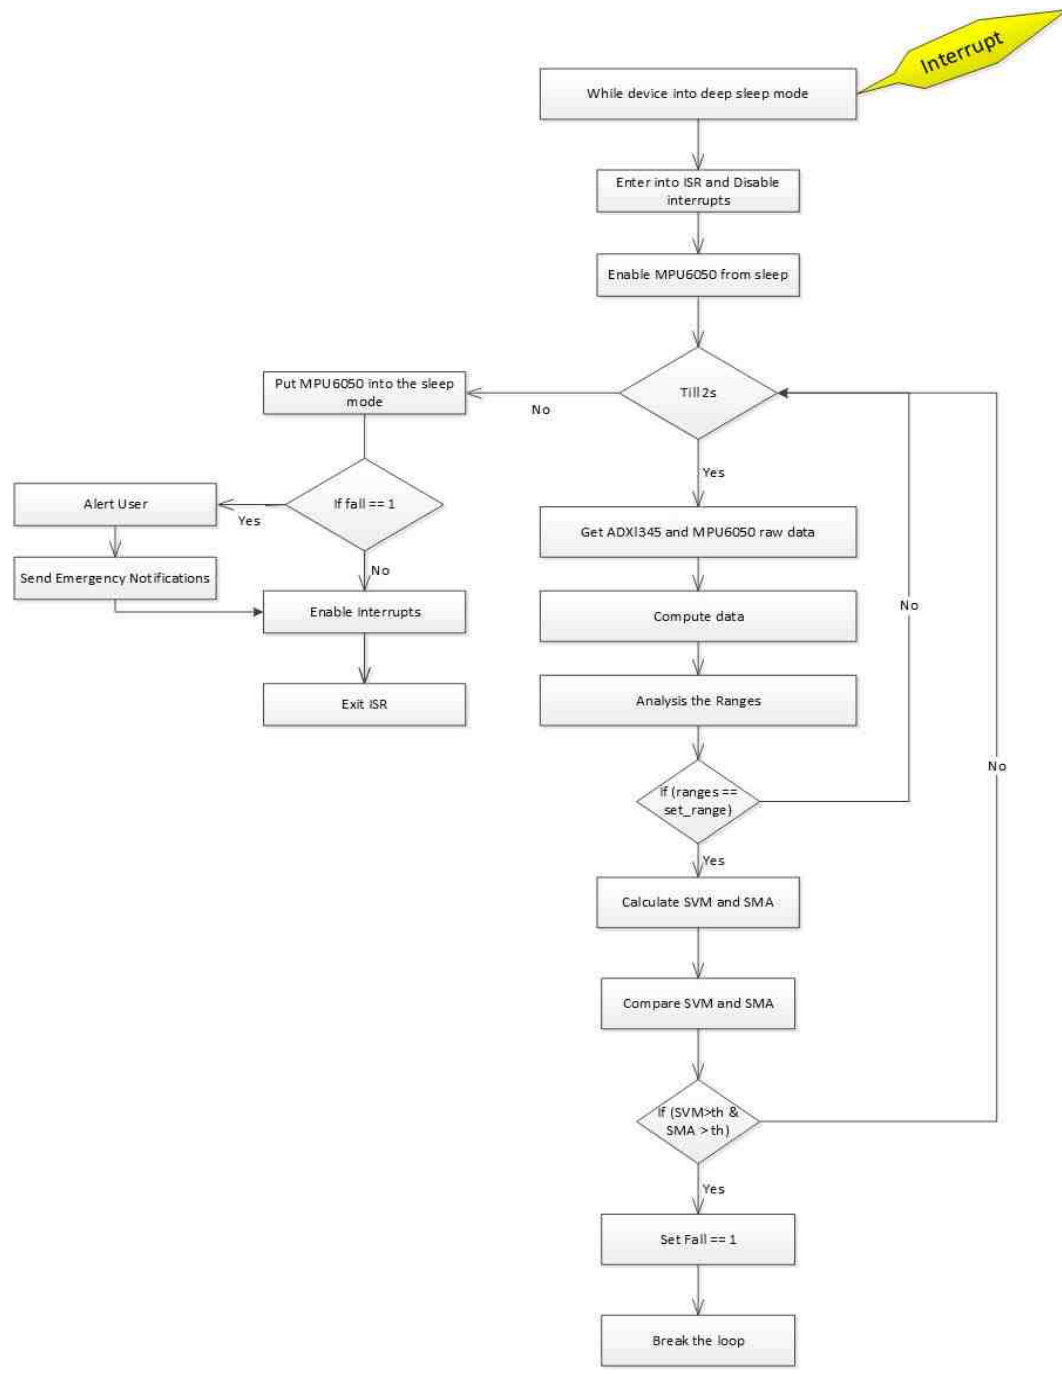 Interrupt
While device into deep sleep mode
Enter into ISR and Disable
interrupts
Enable MPU6050 from sleep
Till 2s
No
Put MPU6050 into the sleep
mode
Yes
If fall == 1
Yes
Alert User
Send Emergency Notifications
No
Enable Interrupts
Exit ISR
Get ADXl345 and MPU6050 raw data
Compute data
No
Analysis the Ranges
No
If (ranges ==
set_range)
Yes
Calculate SVM and SMA
Compare SVM and SMA
If (SVM>th &
SMA > th)
Yes
Set Fall == 1
Break the loop